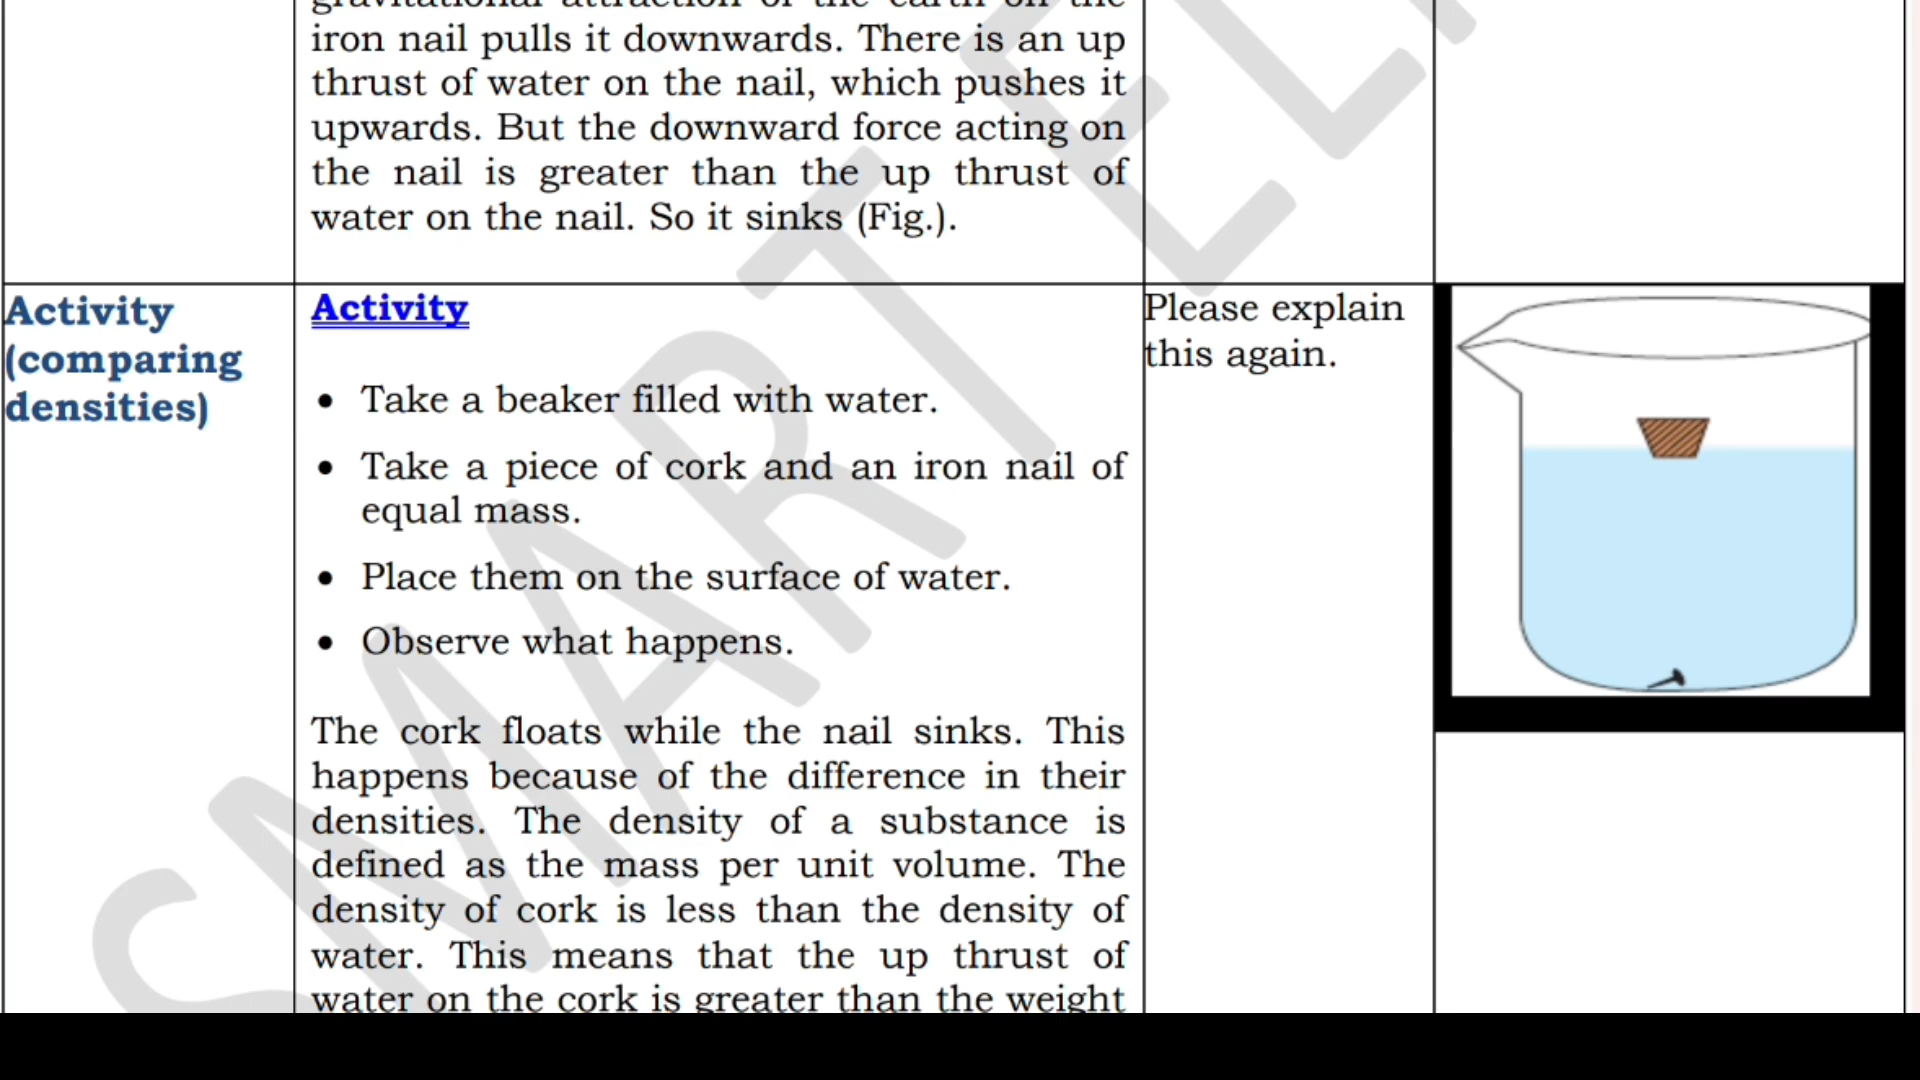 iron nail pulls it downwards. There is an up
thrust of water on the nail, which pushes it
upwards. But the downward force acting on
the nail is greater than the up thrust of
water on the nail. So it sinks (Fig.).
Activity
(comparing
densities)
Activity
• Take a beaker filled with water.
• Take a piece of cork and an iron nail of
equal mass.
• Place them on the surface of water.
• Observe what happens.
The cork floats while the nail sinks. This
happens because of the difference in their
densities. The density of a substance is
defined as the mass per unit volume. The
density of cork is less than the density of
water. This means that the up thrust of
water on the cork is greater than the weight
Please explain
this again.
SMART